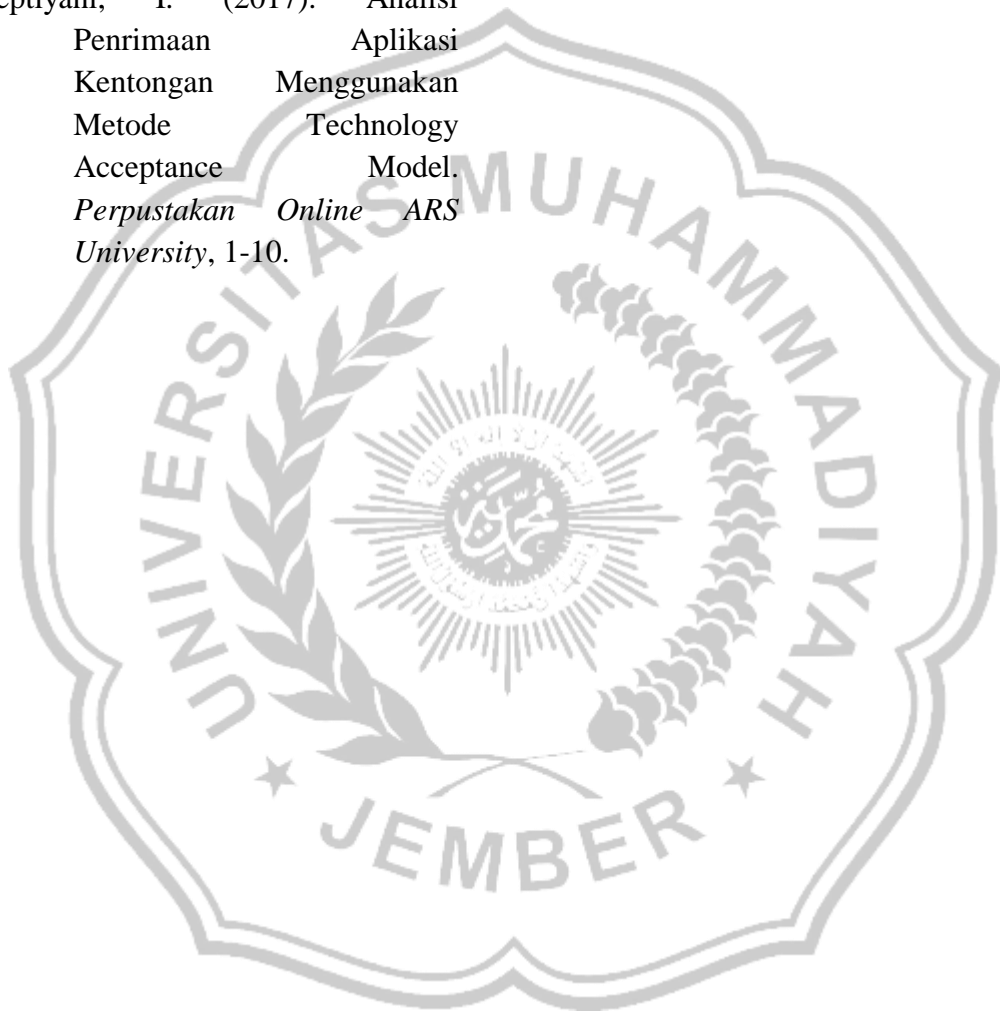 eptiyani, I. (2017). Analisi
Penrimaan Aplikasi
Kentongan Menggunakan
Metode Technology
Acceptance Model.
Perpustakan Online ARS
University, 1-10.
UNIVERSITAS MUHAMMADIYAH
JEMBER